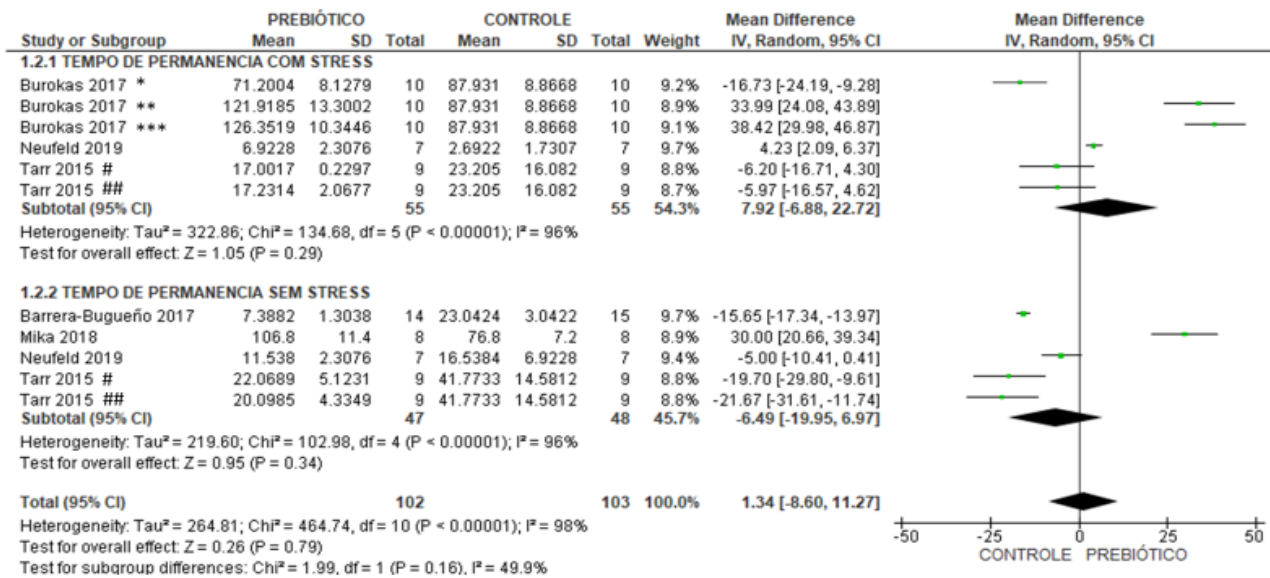 PREBIÓTICO CONTROLE Mean Difference Mean Difference
Study or Subgroup Mean SD Total Mean SD Total Weight IV, Random, 95% CI IV, Random, 95% CI
1.2.1 TEMPO DE PERMANENCIA COM STRESS
Burokas 2017 * 71.2004 8.1279 10 87.931 8.8668 10 9.2% -16.73 [-24.19, -9.28]
Burokas 2017 ** 121.9185 13.3002 10 87.931 8.8668 10 8.9% 33.99 [24.08, 43.89]
Burokas 2017 *** 126.3519 10.3446 10 87.931 8.8668 10 9.1% 38.42 [29.98, 46.87]
Neufeld 2019 6.9228 2.3076 7 2.6922 1.7307 7 9.7% 4.23 [2.09, 6.37]
Tarr 2015 # 17.0017 0.2297 9 23.205 16.082 9 8.8% -6.20 [-16.71, 4.30]
Tarr 2015 ## 17.2314 2.0677 9 23.205 16.082 9 8.7% -5.97 [-16.57, 4.62]
Subtotal (95% CI) 55 55 54.3% 7.92 [-6.88, 22.72]
Heterogeneity: Tau² = 322.86; Chi² = 134.68, df = 5 (P < 0.00001); I² = 96%
Test for overall effect: Z = 1.05 (P = 0.29)
1.2.2 TEMPO DE PERMANENCIA SEM STRESS
Barrera-Bugueño 2017 7.3882 1.3038 14 23.0424 3.0422 15 9.7% -15.65 [-17.34, -13.97]
Mika 2018 106.8 11.4 8 76.8 7.2 8 8.9% 30.00 [20.66, 39.34]
Neufeld 2019 11.538 2.3076 7 16.5384 6.9228 7 9.4% -5.00 [-10.41, 0.41]
Tarr 2015 # 22.0689 5.1231 9 41.7733 14.5812 9 8.8% -19.70 [-29.80, -9.61]
Tarr 2015 ## 20.0985 4.3349 9 41.7733 14.5812 9 8.8% -21.67 [-31.61, -11.74]
Subtotal (95% CI) 47 48 45.7% -6.49 [-19.95, 6.97]
Heterogeneity: Tau² = 219.60; Chi² = 102.98, df = 4 (P < 0.00001); I² = 96%
Test for overall effect: Z = 0.95 (P = 0.34)
Total (95% CI) 102 103 100.0% 1.34 [-8.60, 11.27]
Heterogeneity: Tau² = 264.81; Chi² = 464.74, df = 10 (P < 0.00001); I² = 98%
Test for overall effect: Z = 0.26 (P = 0.79)
Test for subgroup differences: Chi² = 1.99, df = 1 (P = 0.16), I² = 49.9%
-50 -25 0 25 50
CONTROLE PREBIÓTICO